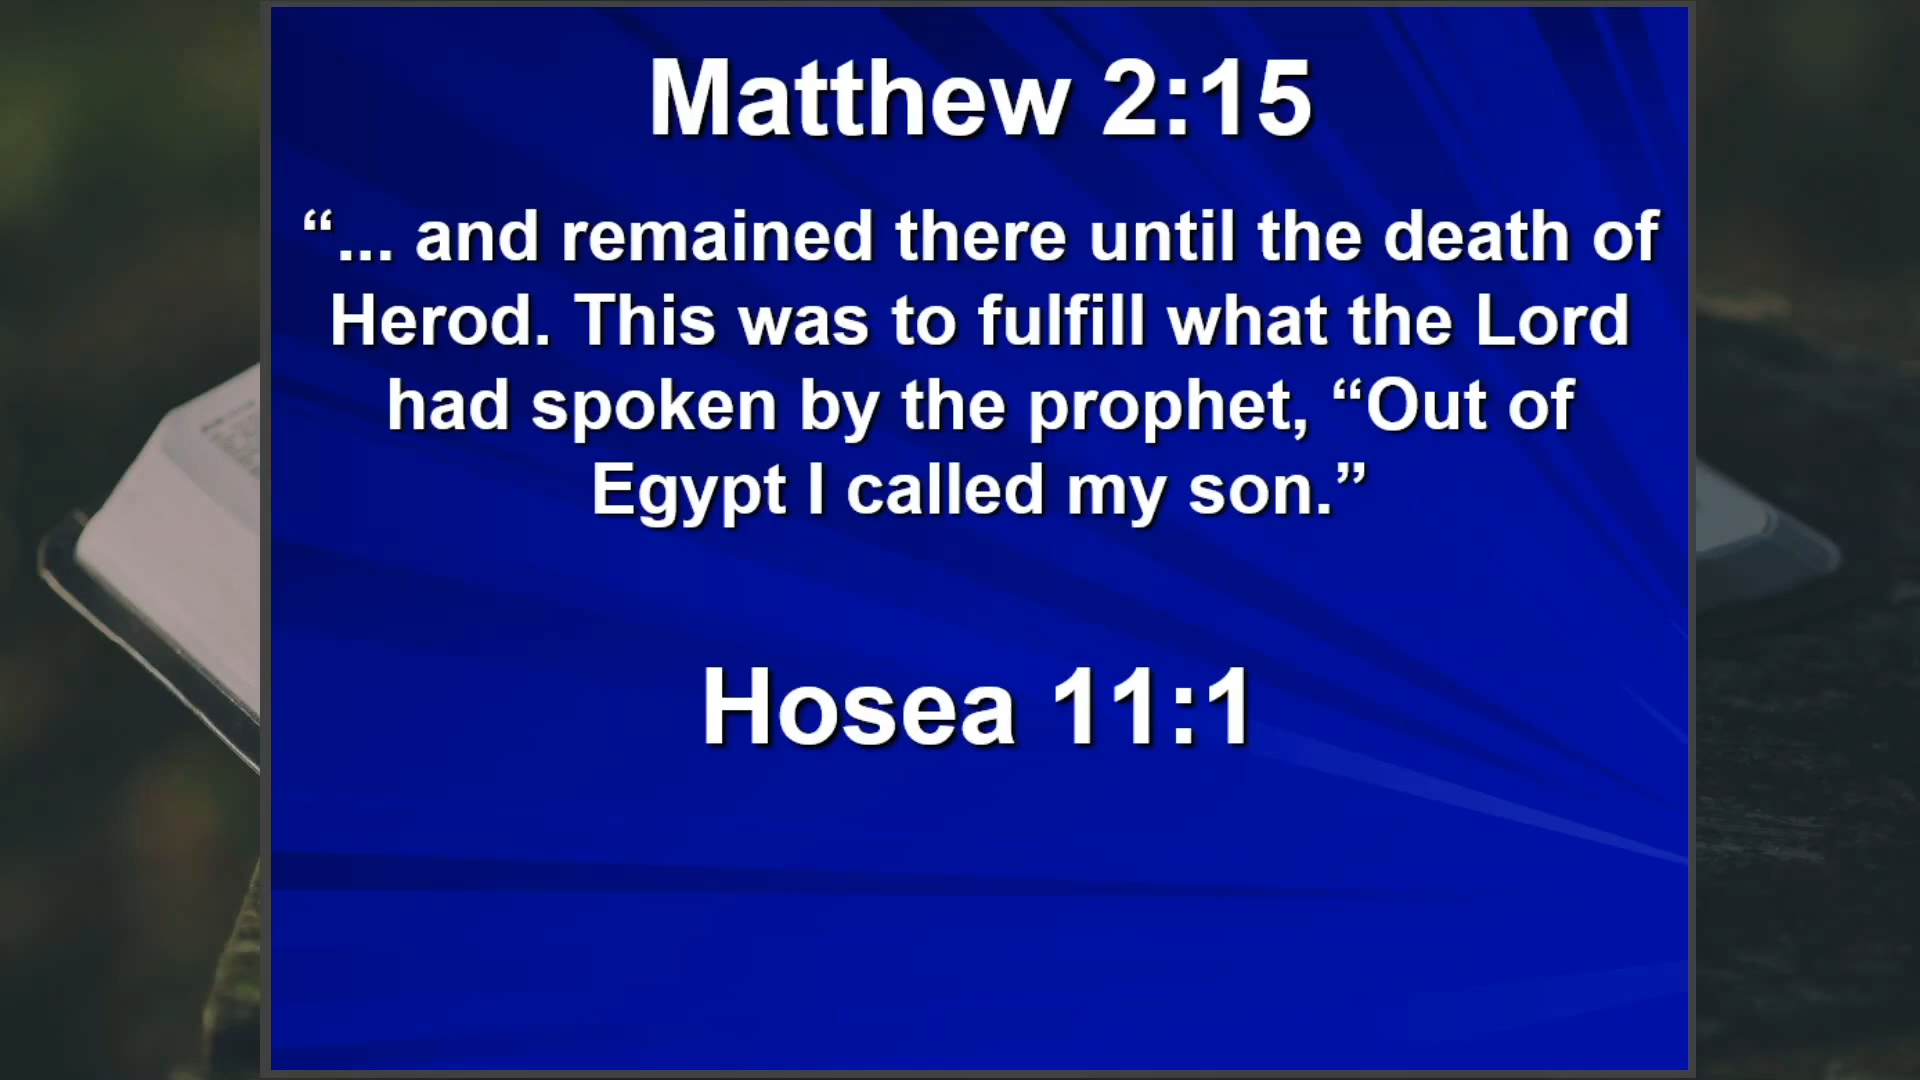 Matthew 2:15
“... and remained there until the death of
Herod. This was to fulfill what the Lord
had spoken by the prophet, “Out of
Egypt I called my son.”
Hosea 11:1